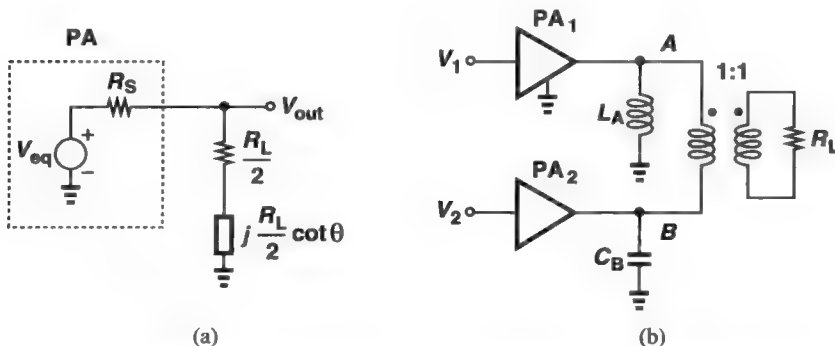 PA
R_S
V_eq
+
−
V_out
R_L
2
j R_L/2 cot θ
(a)
PA_1
V_1
A
1:1
L_A
R_L
PA_2
V_2
B
C_B
(b)